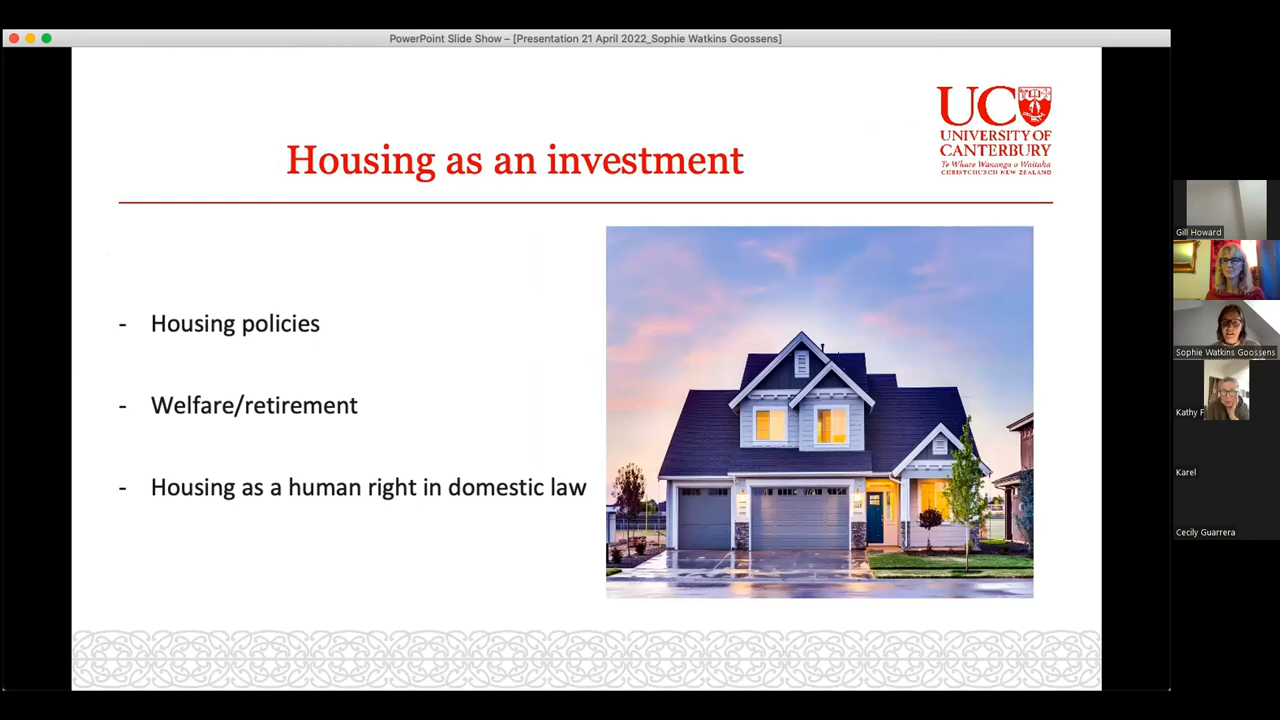 PowerPoint Slide Show – [Presentation 21 April 2022_Sophie Watkins Goossens]
UC
UNIVERSITY OF
CANTERBURY
Te Whare Wānanga o Waitaha
CHRISTCHURCH NEW ZEALAND
Housing as an investment
- Housing policies
- Welfare/retirement
- Housing as a human right in domestic law
Gill Howard
Sophie Watkins Goossens
Kathy F
Karel
Cecily Guarrera